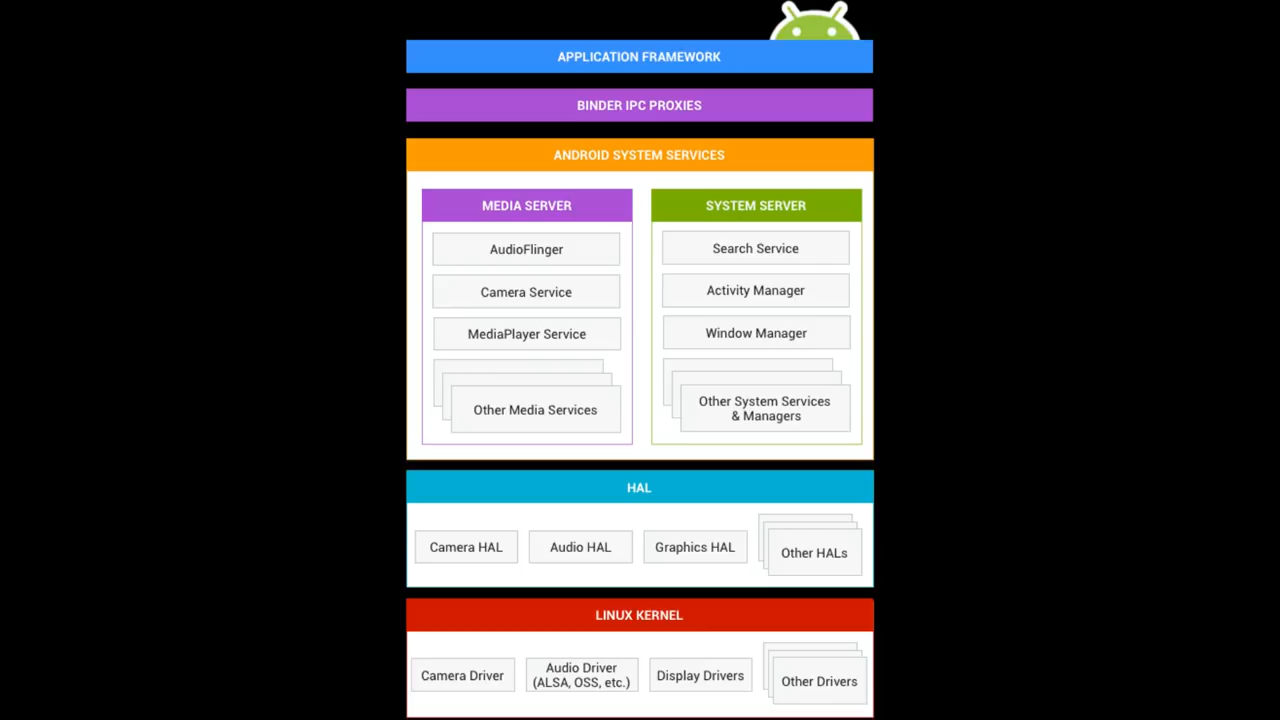 APPLICATION FRAMEWORK
BINDER IPC PROXIES
ANDROID SYSTEM SERVICES
MEDIA SERVER
AudioFlinger
Camera Service
MediaPlayer Service
Other Media Services
SYSTEM SERVER
Search Service
Activity Manager
Window Manager
Other System Services
& Managers
HAL
Camera HAL
Audio HAL
Graphics HAL
Other HALs
LINUX KERNEL
Camera Driver
Audio Driver
(ALSA, OSS, etc.)
Display Drivers
Other Drivers